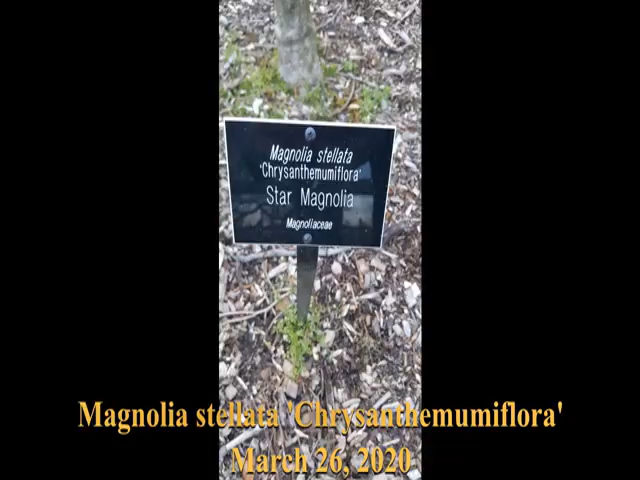 Magnolia stellata
'Chrysanthemumiflora'
Star Magnolia
Magnoliaceae
Magnolia stellata 'Chrysanthemumiflora'
March 26, 2020